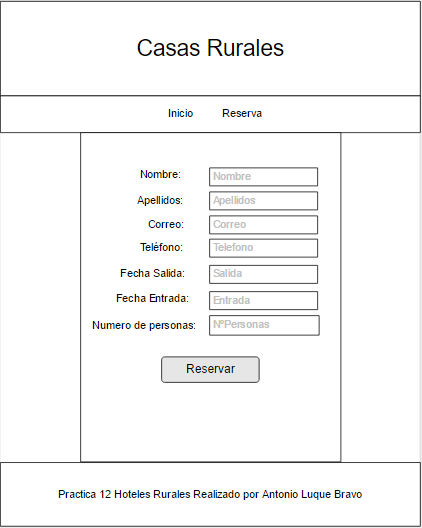 Casas Rurales
Inicio Reserva
Nombre: Nombre
Apellidos: Apellidos
Correo: Correo
Teléfono: Telefono
Fecha Salida: Salida
Fecha Entrada: Entrada
Numero de personas: NºPersonas
Reservar
Practica 12 Hoteles Rurales Realizado por Antonio Luque Bravo